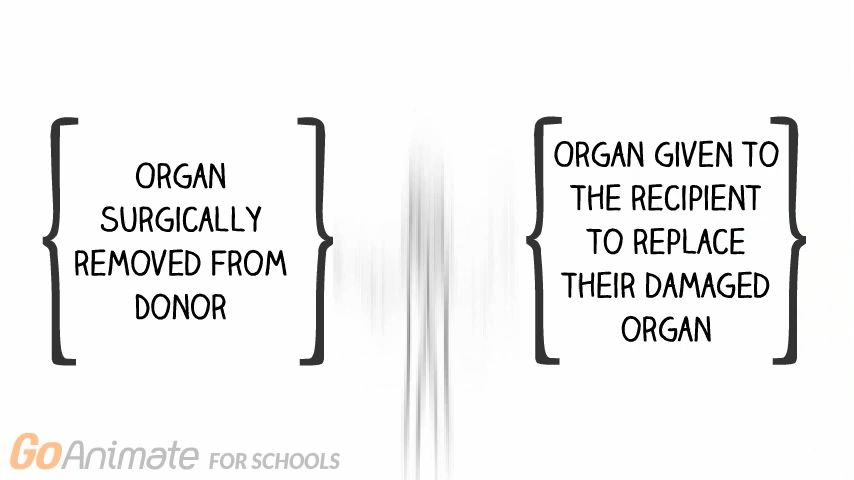 ORGAN
SURGICALLY
REMOVED FROM
DONOR
ORGAN GIVEN TO
THE RECIPIENT
TO REPLACE
THEIR DAMAGED
ORGAN
GoAnimate FOR SCHOOLS